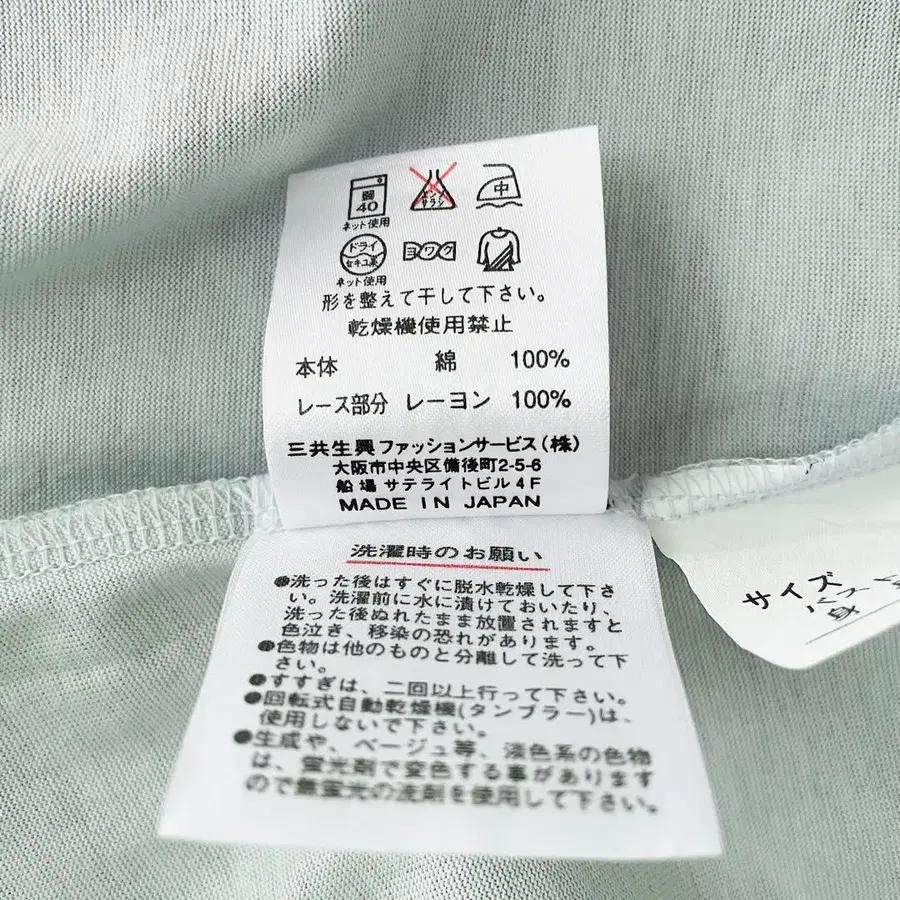 弱
40
ネット使用
エンソ
サラシ
中
ドライ
セキユ系
ネット使用
ヨワク
形を整えて干して下さい。
乾燥機使用禁止
本体 綿 100%
レース部分 レーヨン 100%
三共生興ファッションサービス(株)
大阪市中央区備後町2-5-6
船場 サテライトビル4F
MADE IN JAPAN
洗濯時のお願い
●洗った後はすぐに脱水乾燥して下さ
い。洗濯前に水に漬けておいたり、
洗った後ぬれたまま放置されますと
色泣き、移染の恐れがあります。
●色物は他のものと分離して洗って下
さい。
●すすぎは、二回以上行って下さい。
●回転式自動乾燥機(タンブラー)は、
使用しないで下さい。
●生成や、ベージュ等、淡色系の色物
は、蛍光剤で変色する事があります
ので無蛍光の洗剤を使用して下さい。
サイズ
バスト
身